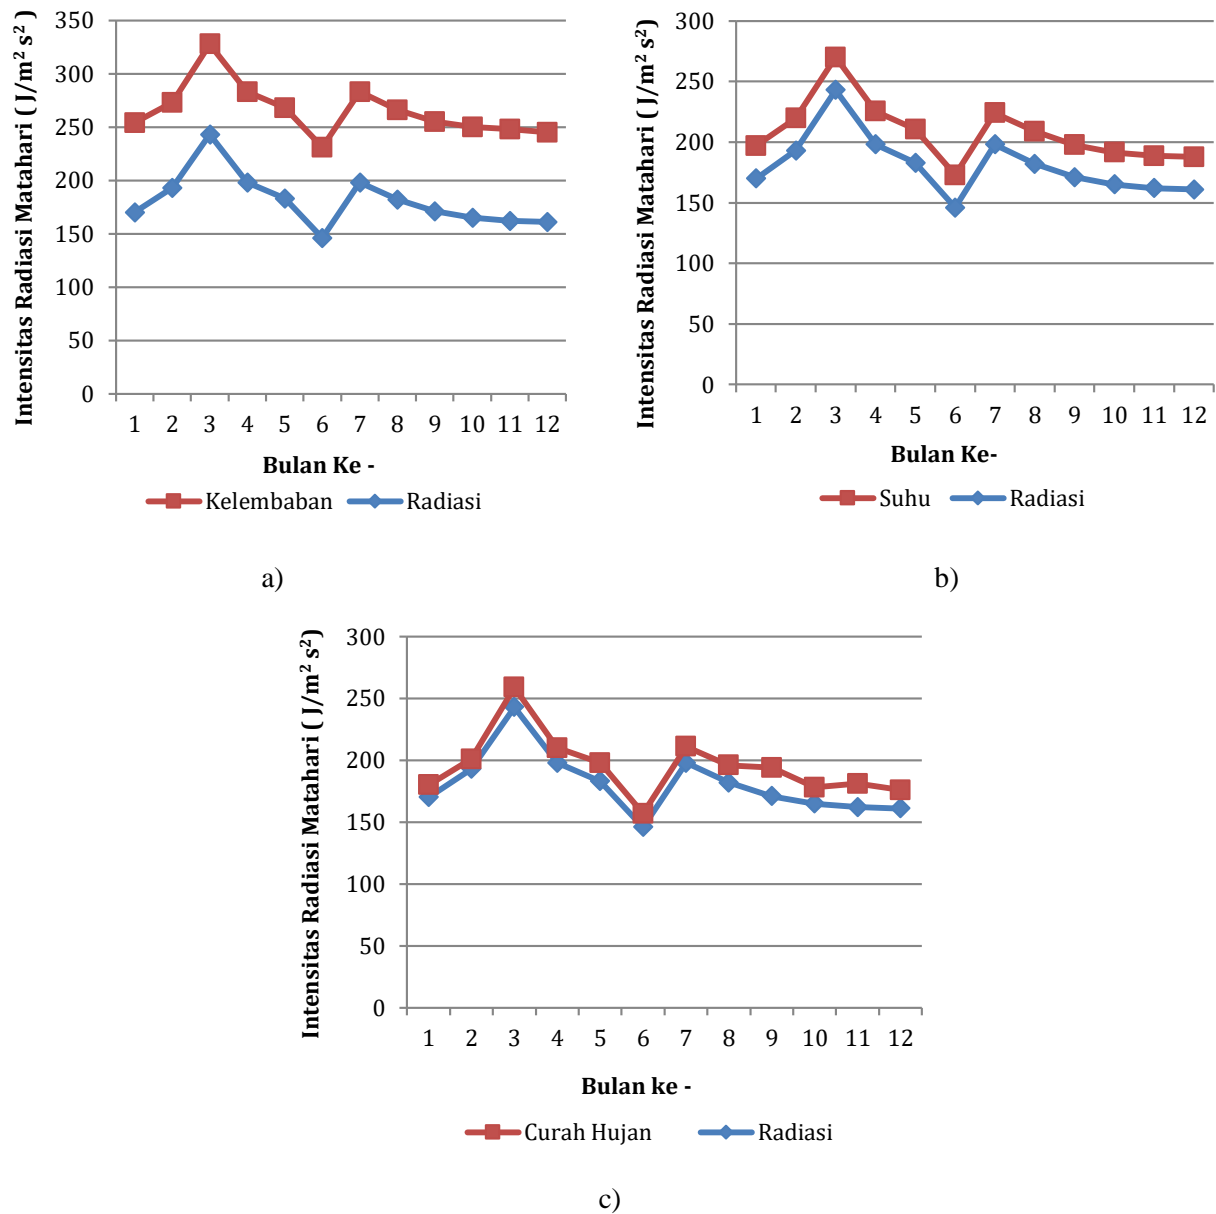 Intensitas Radiasi Matahari ( J/m² s²)
350
300
250
200
150
100
50
0
1 2 3 4 5 6 7 8 9 10 11 12
Bulan Ke -
Kelembaban Radiasi
a)
Intensitas Radiasi Matahari ( J/m² s²)
300
250
200
150
100
50
0
1 2 3 4 5 6 7 8 9 10 11 12
Bulan Ke-
Suhu Radiasi
b)
Intensitas Radiasi Matahari ( J/m² s²)
300
250
200
150
100
50
0
1 2 3 4 5 6 7 8 9 10 11 12
Bulan ke -
Curah Hujan Radiasi
c)